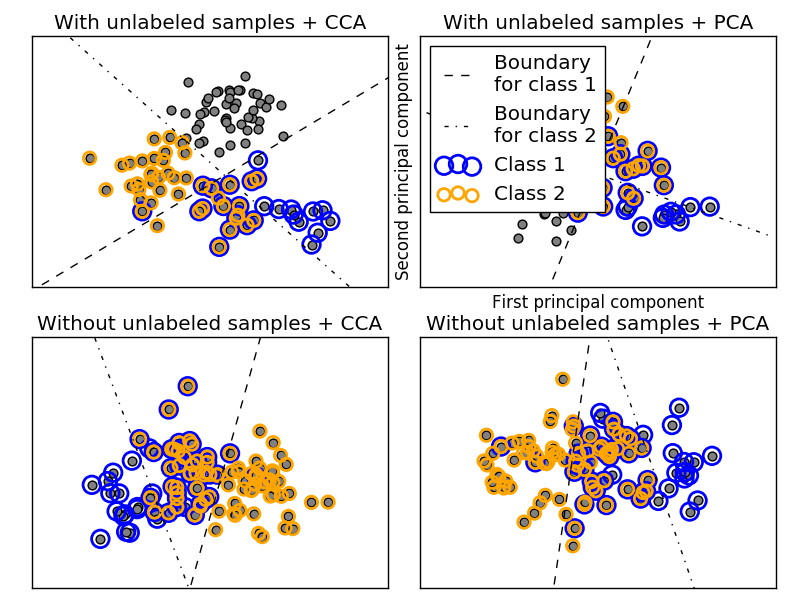 With unlabeled samples + CCA
With unlabeled samples + PCA
Second principal component
Boundary
for class 1
Boundary
for class 2
Class 1
Class 2
First principal component
Without unlabeled samples + CCA
Without unlabeled samples + PCA